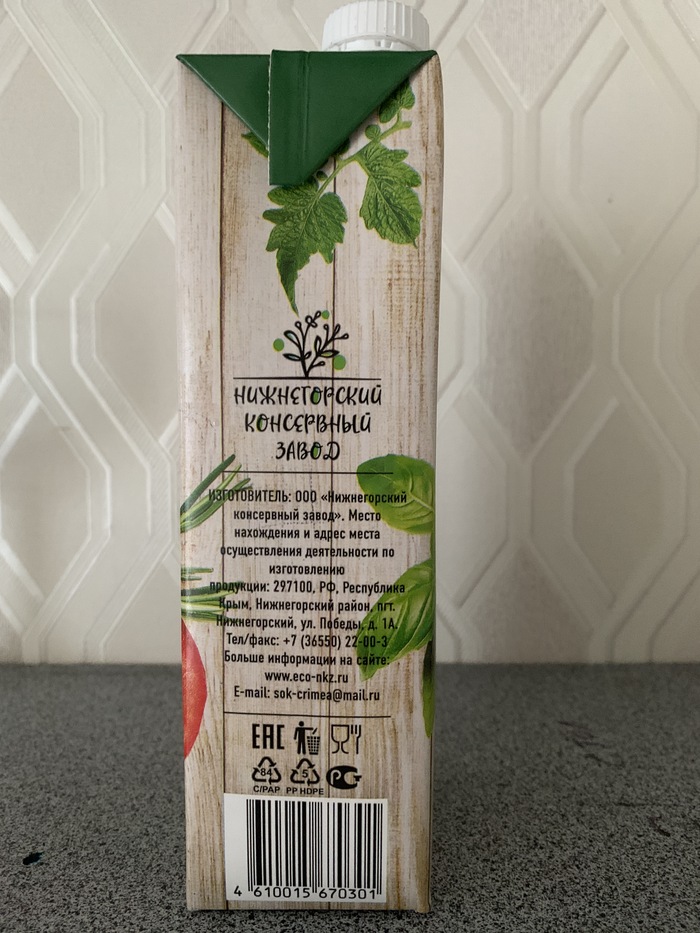 НИЖНЕГОРСКИЙ
КОНСЕРВНЫЙ
ЗАВОД
ИЗГОТОВИТЕЛЬ: ООО «Нижнегорский
консервный завод». Место
нахождения и адрес места
осуществления деятельности по
изготовлению
продукции: 297100, РФ, Республика
Крым, Нижнегорский район, пгт.
Нижнегорский, ул. Победы, д. 1А.
Тел/факс: +7 (36550) 22-00-3
Больше информации на сайте:
www.eco-nkz.ru
E-mail: sok-crimea@mail.ru
EAC
84 5 РСТ
C/PAP PP HDPE
4 610015 670301